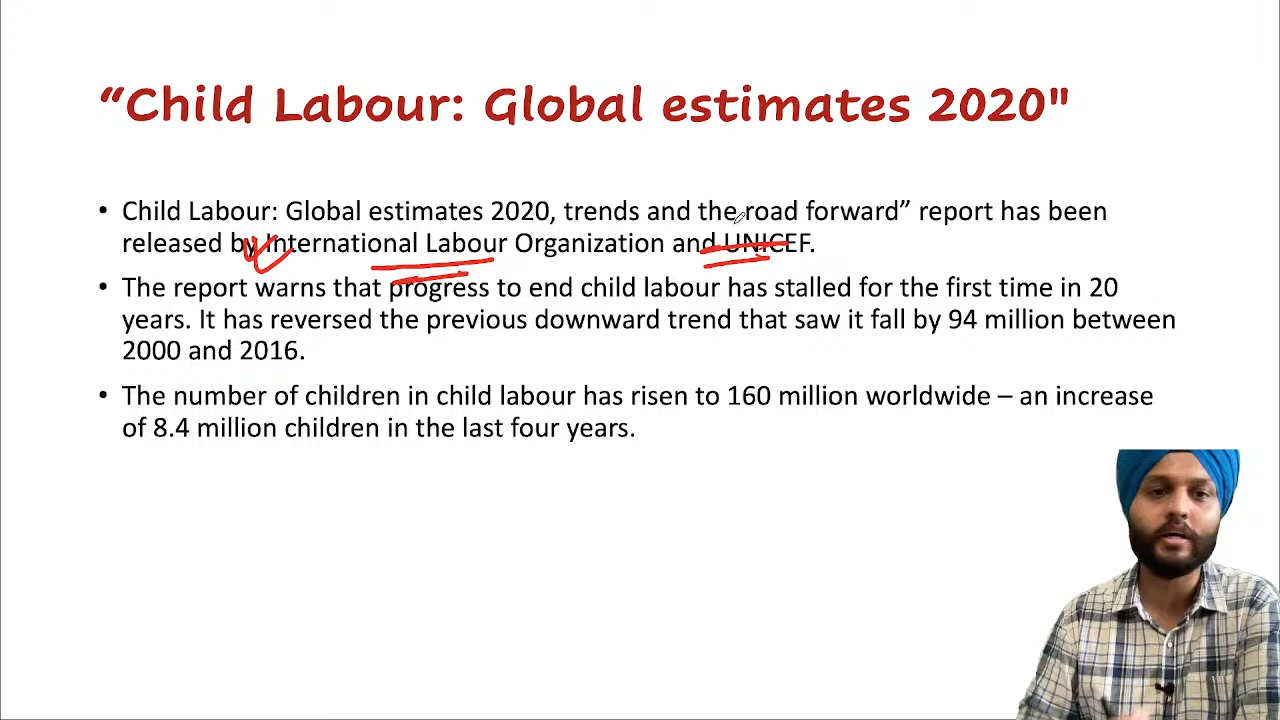 “Child Labour: Global estimates 2020"
• Child Labour: Global estimates 2020, trends and the road forward” report has been
released by International Labour Organization and UNICEF.
• The report warns that progress to end child labour has stalled for the first time in 20
years. It has reversed the previous downward trend that saw it fall by 94 million between
2000 and 2016.
• The number of children in child labour has risen to 160 million worldwide – an increase
of 8.4 million children in the last four years.